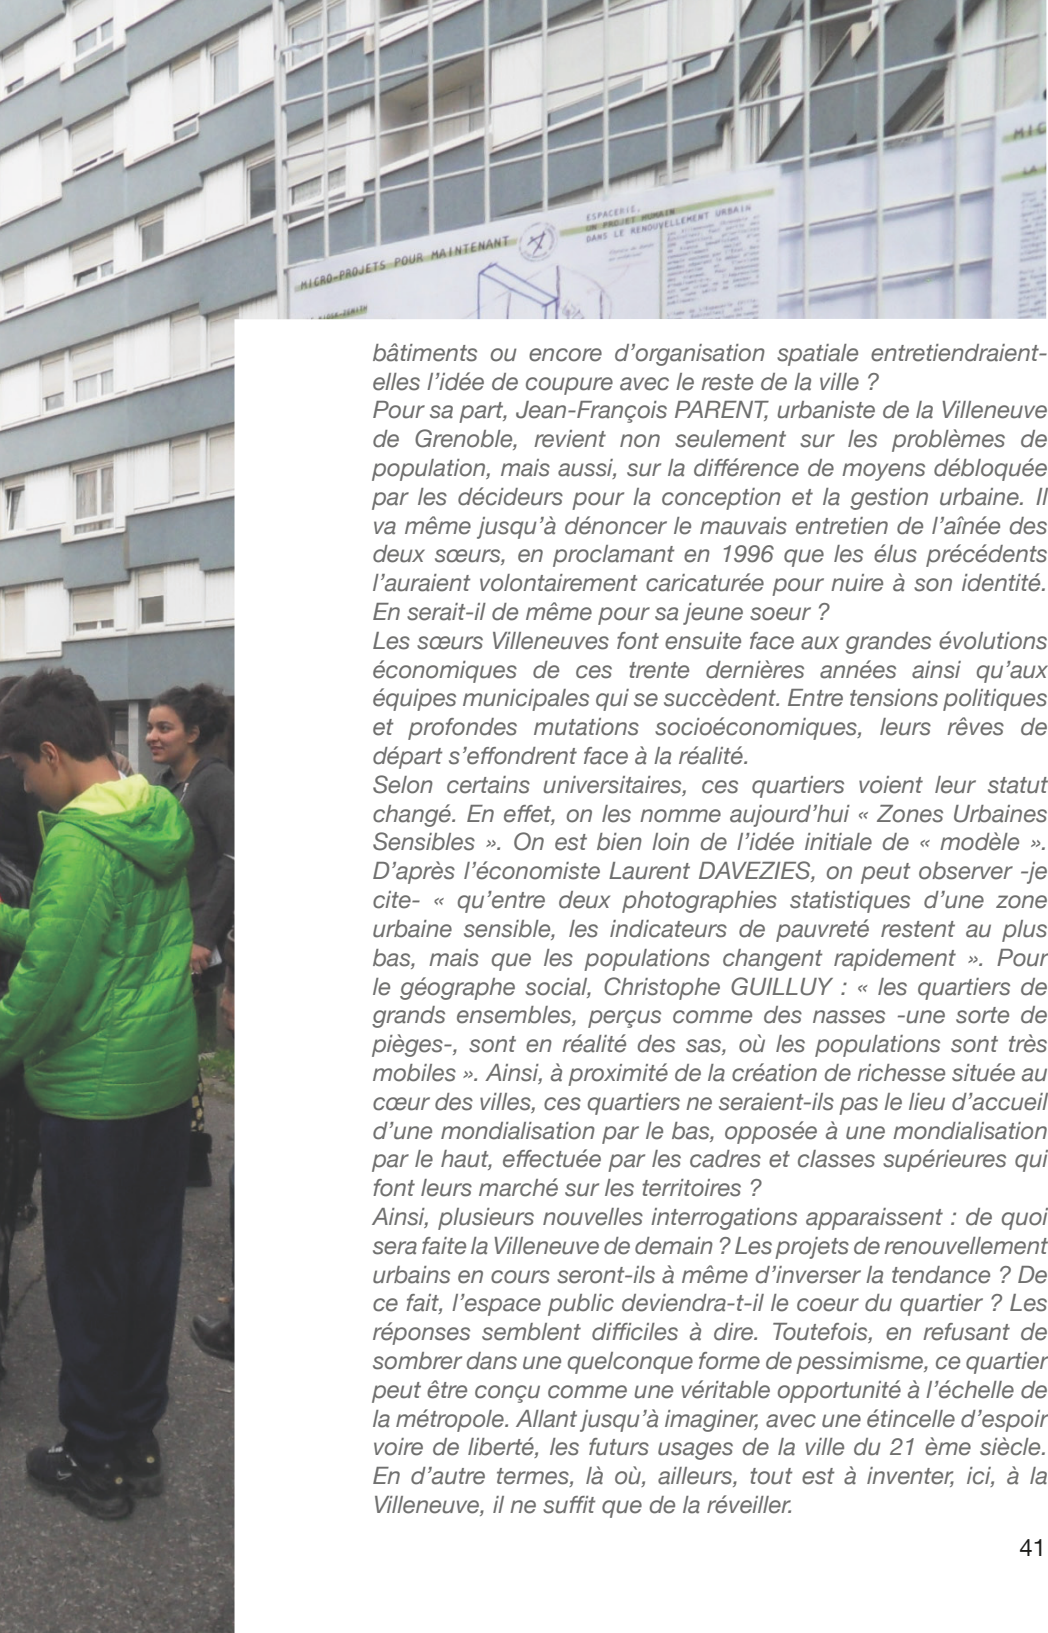 MICRO-PROJETS POUR MAINTENANT
ESPACERIE.
UN PROJET HUMAIN
DANS LE RENOUVELLEMENT URBAIN
bâtiments ou encore d’organisation spatiale entretiendraient-
elles l’idée de coupure avec le reste de la ville ?
Pour sa part, Jean-François PARENT, urbaniste de la Villeneuve
de Grenoble, revient non seulement sur les problèmes de
population, mais aussi, sur la différence de moyens débloquée
par les décideurs pour la conception et la gestion urbaine. Il
va même jusqu’à dénoncer le mauvais entretien de l’aînée des
deux sœurs, en proclamant en 1996 que les élus précédents
l’auraient volontairement caricaturée pour nuire à son identité.
En serait-il de même pour sa jeune soeur ?
Les sœurs Villeneuves font ensuite face aux grandes évolutions
économiques de ces trente dernières années ainsi qu’aux
équipes municipales qui se succèdent. Entre tensions politiques
et profondes mutations socioéconomiques, leurs rêves de
départ s’effondrent face à la réalité.
Selon certains universitaires, ces quartiers voient leur statut
changé. En effet, on les nomme aujourd’hui « Zones Urbaines
Sensibles ». On est bien loin de l’idée initiale de « modèle ».
D’après l’économiste Laurent DAVEZIES, on peut observer -je
cite- « qu’entre deux photographies statistiques d’une zone
urbaine sensible, les indicateurs de pauvreté restent au plus
bas, mais que les populations changent rapidement ». Pour
le géographe social, Christophe GUILLUY : « les quartiers de
grands ensembles, perçus comme des nasses -une sorte de
pièges-, sont en réalité des sas, où les populations sont très
mobiles ». Ainsi, à proximité de la création de richesse située au
cœur des villes, ces quartiers ne seraient-ils pas le lieu d’accueil
d’une mondialisation par le bas, opposée à une mondialisation
par le haut, effectuée par les cadres et classes supérieures qui
font leurs marché sur les territoires ?
Ainsi, plusieurs nouvelles interrogations apparaissent : de quoi
sera faite la Villeneuve de demain ? Les projets de renouvellement
urbains en cours seront-ils à même d’inverser la tendance ? De
ce fait, l’espace public deviendra-t-il le coeur du quartier ? Les
réponses semblent difficiles à dire. Toutefois, en refusant de
sombrer dans une quelconque forme de pessimisme, ce quartier
peut être conçu comme une véritable opportunité à l’échelle de
la métropole. Allant jusqu’à imaginer, avec une étincelle d’espoir
voire de liberté, les futurs usages de la ville du 21 ème siècle.
En d’autre termes, là où, ailleurs, tout est à inventer, ici, à la
Villeneuve, il ne suffit que de la réveiller.
41